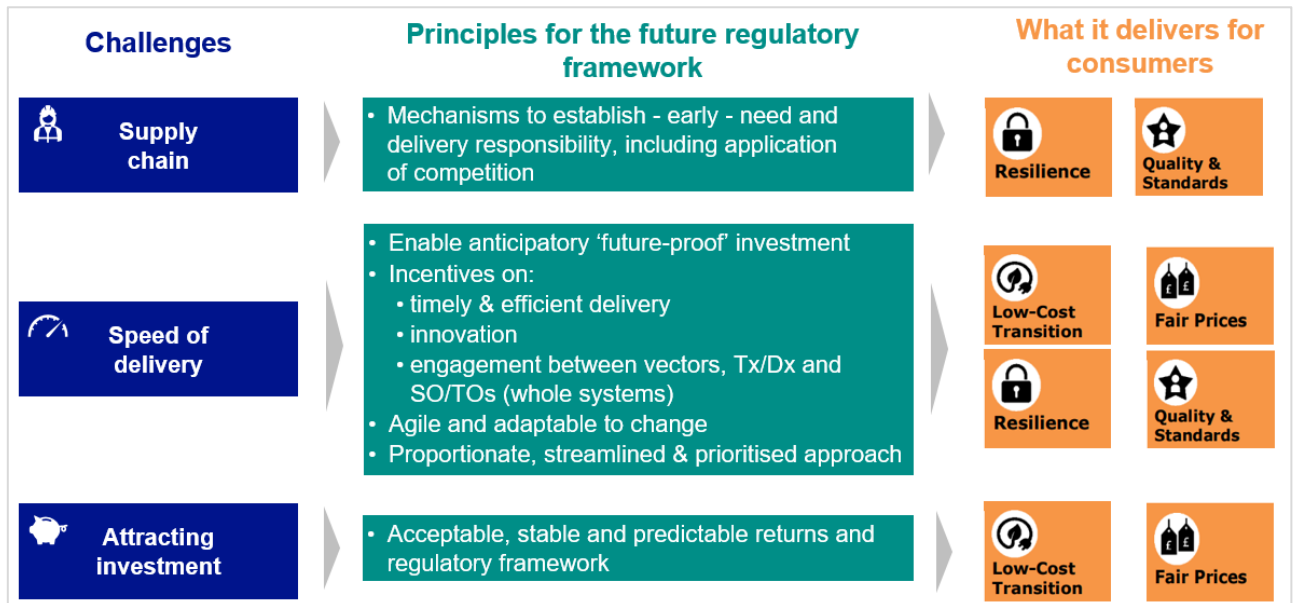 Challenges
Principles for the future regulatory
framework
What it delivers for
consumers
Supply
chain
• Mechanisms to establish - early - need and
delivery responsibility, including application
of competition
Resilience
Quality &
Standards
Speed of
delivery
• Enable anticipatory ‘future-proof’ investment
• Incentives on:
• timely & efficient delivery
• innovation
• engagement between vectors, Tx/Dx and
SO/TOs (whole systems)
• Agile and adaptable to change
• Proportionate, streamlined & prioritised approach
Low-Cost
Transition
££
Fair Prices
Resilience
Quality &
Standards
Attracting
investment
• Acceptable, stable and predictable returns and
regulatory framework
Low-Cost
Transition
££
Fair Prices